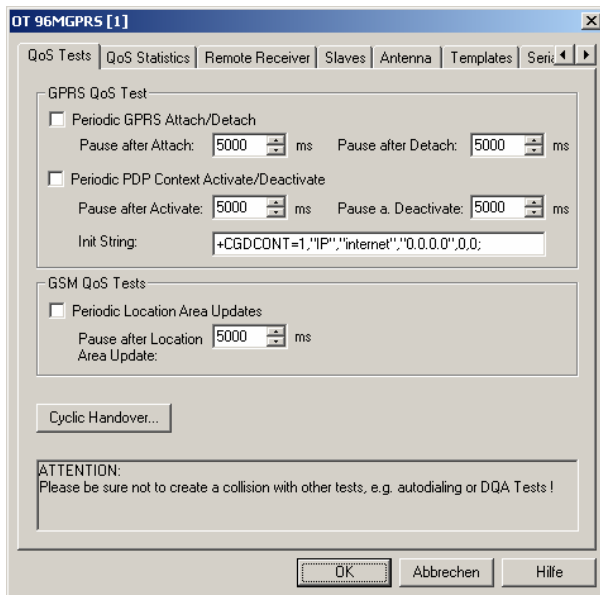 OT 96MGPRS [1]
QoS Tests QoS Statistics Remote Receiver Slaves Antenna Templates Seria
GPRS QoS Test
Periodic GPRS Attach/Detach
Pause after Attach: 5000 ms Pause after Detach: 5000 ms
Periodic PDP Context Activate/Deactivate
Pause after Activate: 5000 ms Pause a. Deactivate: 5000 ms
Init String: +CGDCONT=1,"IP","internet","0.0.0.0",0,0;
GSM QoS Tests
Periodic Location Area Updates
Pause after Location 5000 ms
Area Update:
Cyclic Handover...
ATTENTION:
Please be sure not to create a collision with other tests, e.g. autodialing or DQA Tests !
OK Abbrechen Hilfe